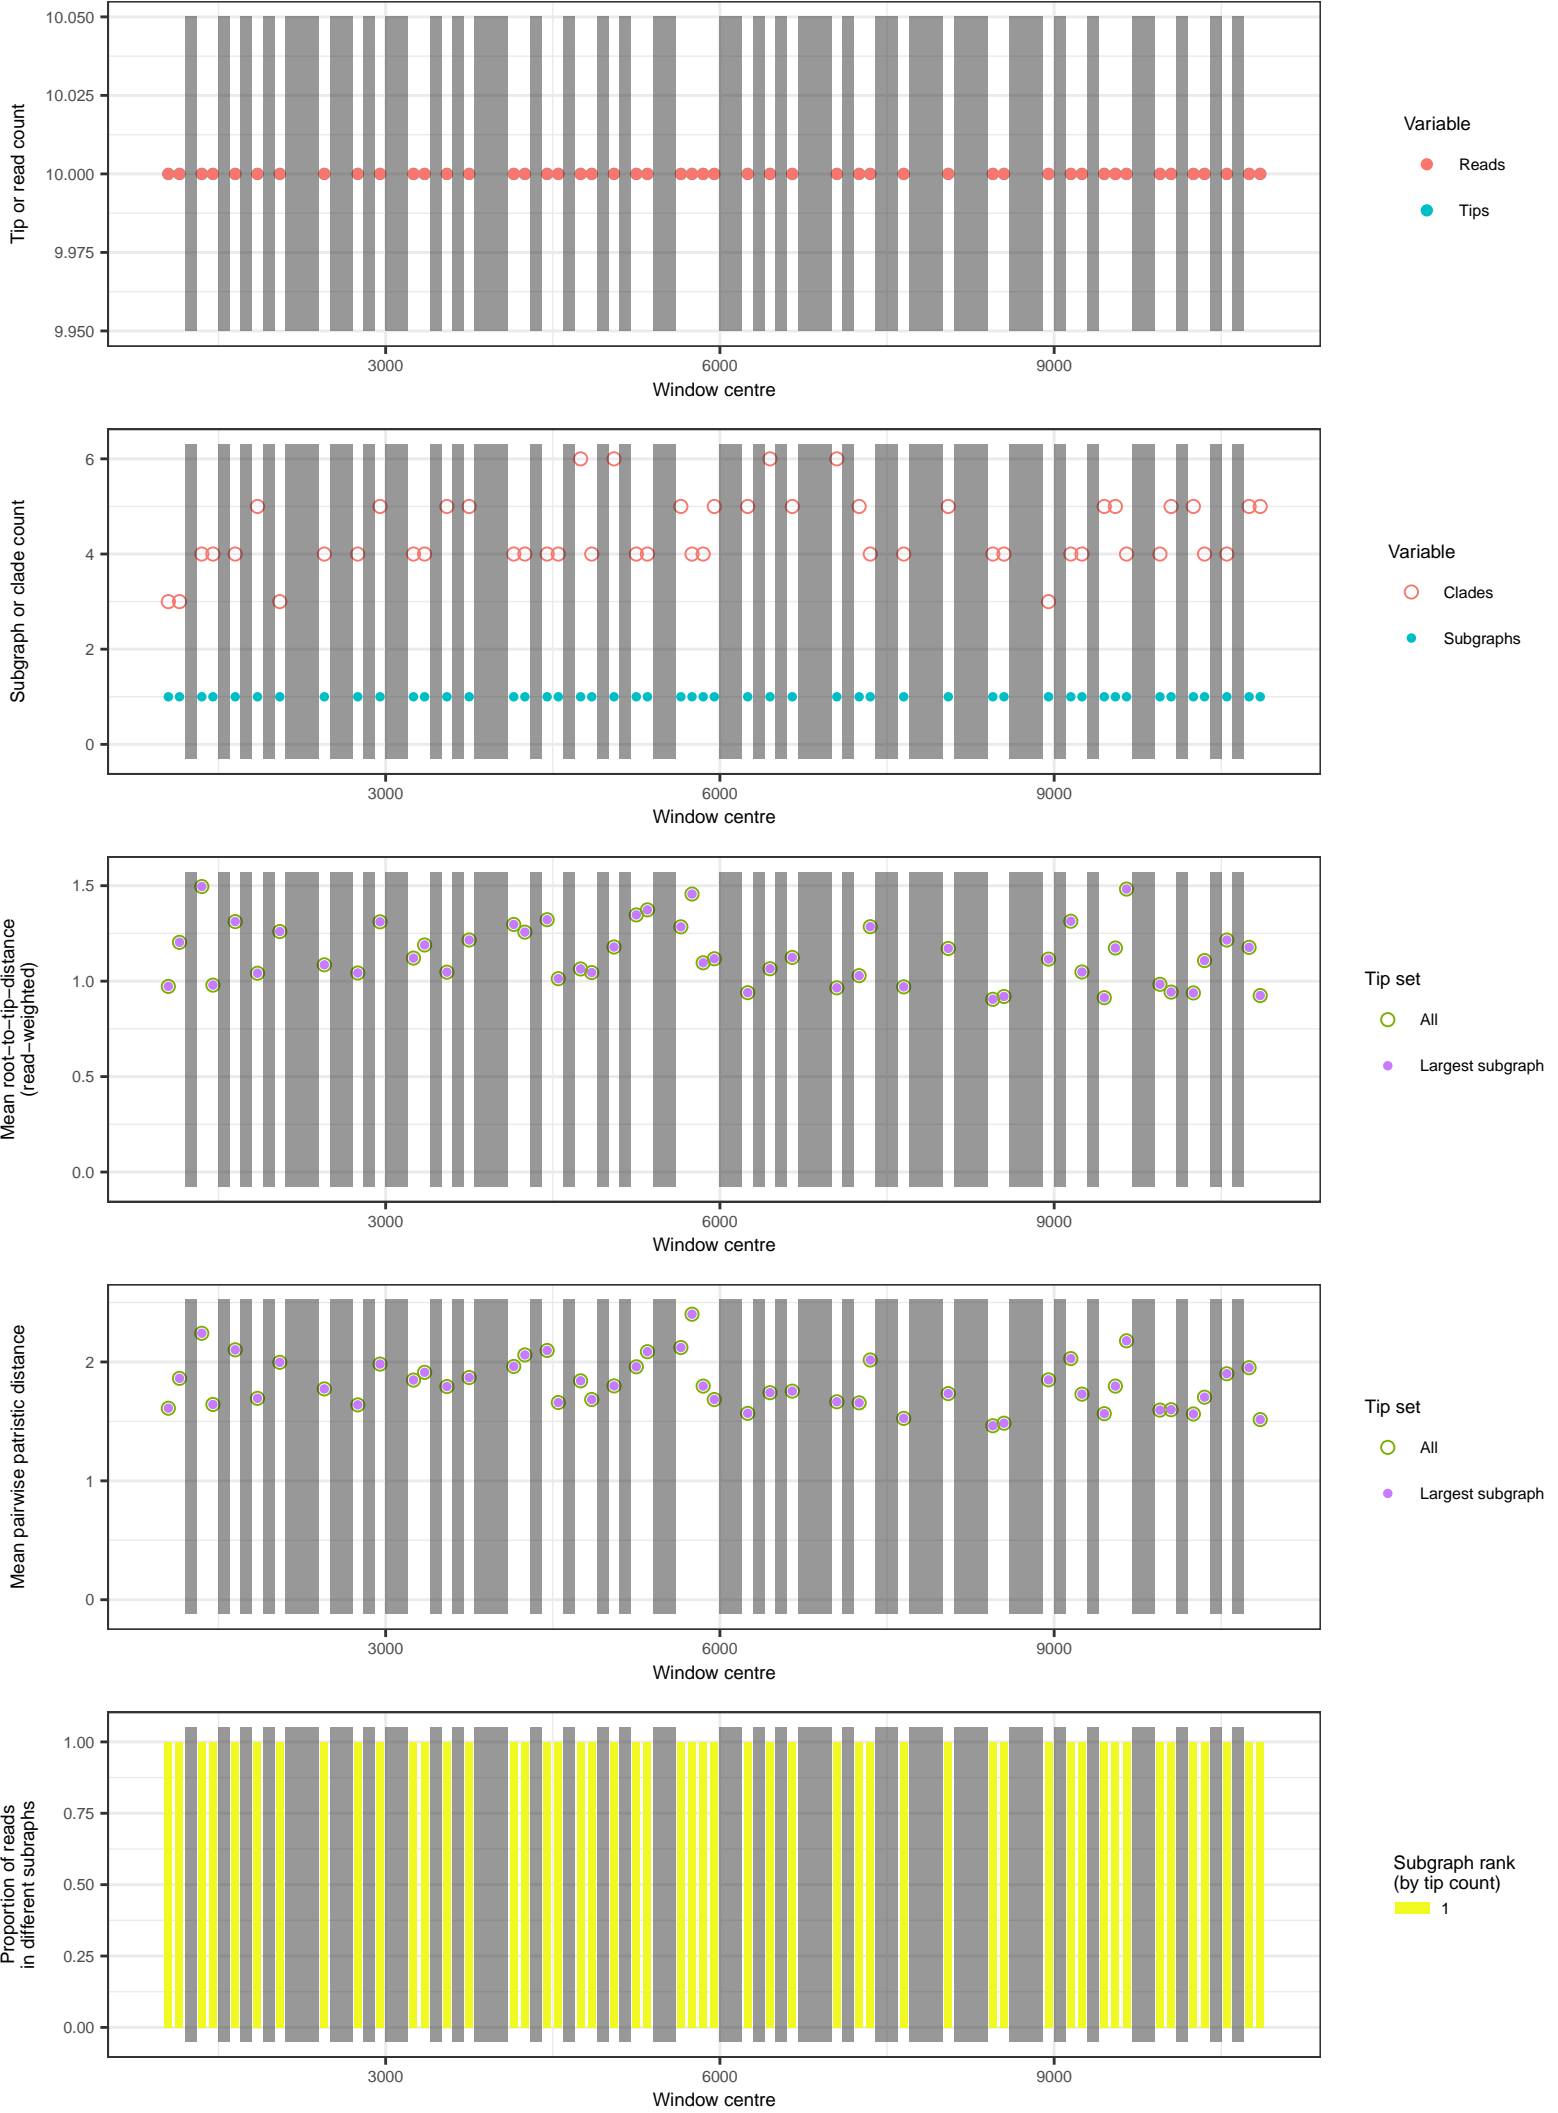 10.050
10.025
10.000
9.975
9.950
Tip or read count
3000 6000 9000
Window centre
Variable
Reads
Tips
6
4
2
0
Subgraph or clade count
3000 6000 9000
Window centre
Variable
Clades
Subgraphs
1.5
1.0
0.5
0.0
Mean root−to−tip−distance
(read−weighted)
3000 6000 9000
Window centre
Tip set
All
Largest subgraph
2
1
0
Mean pairwise patristic distance
3000 6000 9000
Window centre
Tip set
All
Largest subgraph
1.00
0.75
0.50
0.25
0.00
Proportion of reads
in different subraphs
3000 6000 9000
Window centre
Subgraph rank
(by tip count)
1